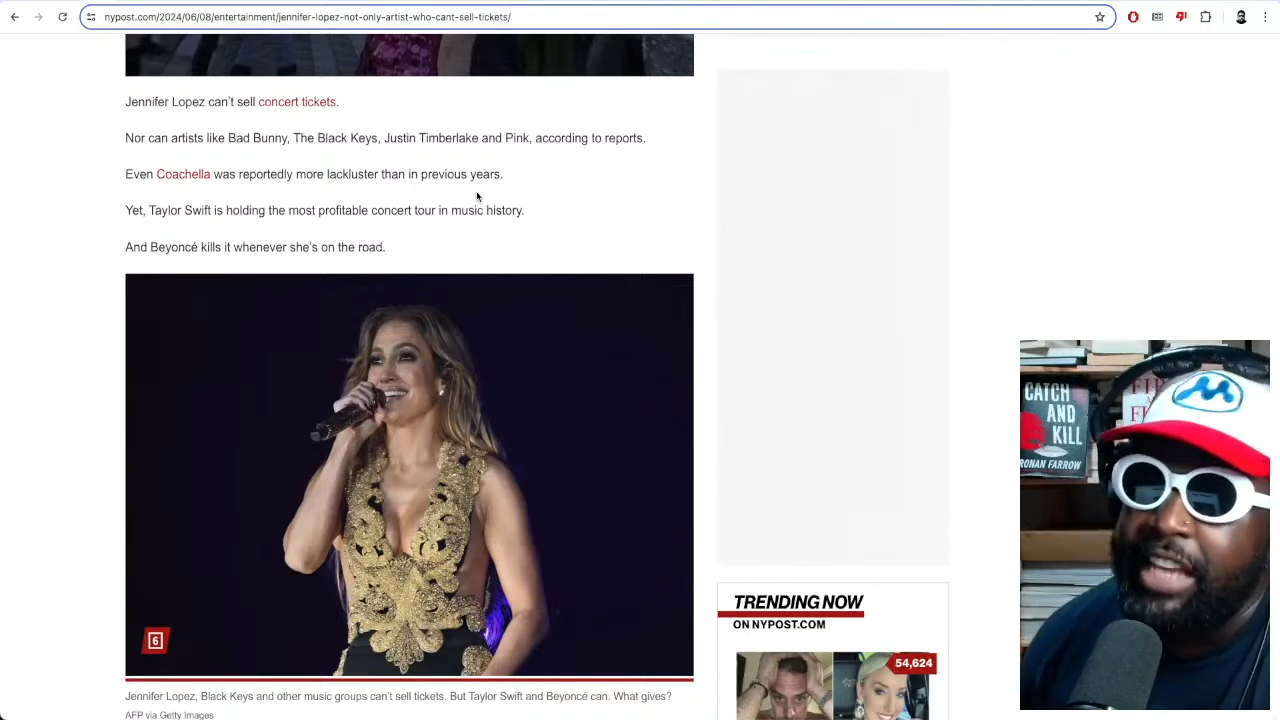 nypost.com/2024/06/08/entertainment/jennifer-lopez-not-only-artist-who-cant-sell-tickets/
Jennifer Lopez can’t sell concert tickets.
Nor can artists like Bad Bunny, The Black Keys, Justin Timberlake and Pink, according to reports.
Even Coachella was reportedly more lackluster than in previous years.
Yet, Taylor Swift is holding the most profitable concert tour in music history.
And Beyoncé kills it whenever she’s on the road.
CATCH
AND
KILL
RONAN FARROW
6
TRENDING NOW
ON NYPOST.COM
54,624
Jennifer Lopez, Black Keys and other music groups can’t sell tickets. But Taylor Swift and Beyoncé can. What gives?
AFP via Getty Images